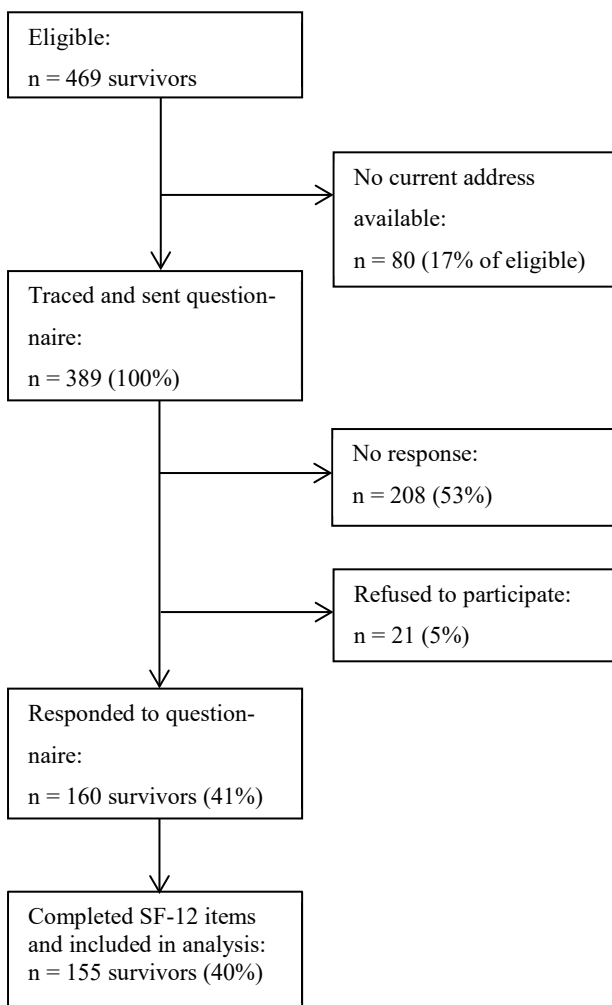 Eligible:
n = 469 survivors
No current address
available:
n = 80 (17% of eligible)
Traced and sent question-
naire:
n = 389 (100%)
No response:
n = 208 (53%)
Refused to participate:
n = 21 (5%)
Responded to question-
naire:
n = 160 survivors (41%)
Completed SF-12 items
and included in analysis:
n = 155 survivors (40%)